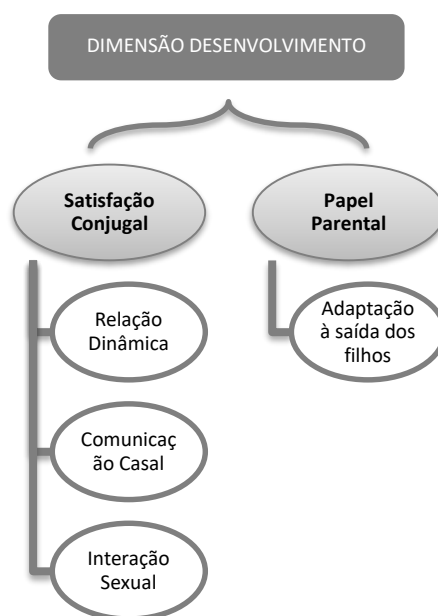 DIMENSÃO DESENVOLVIMENTO
Satisfação
Conjugal
Papel
Parental
Relação
Dinâmica
Adaptação
à saída dos
filhos
Comunicaç
ão Casal
Interação
Sexual